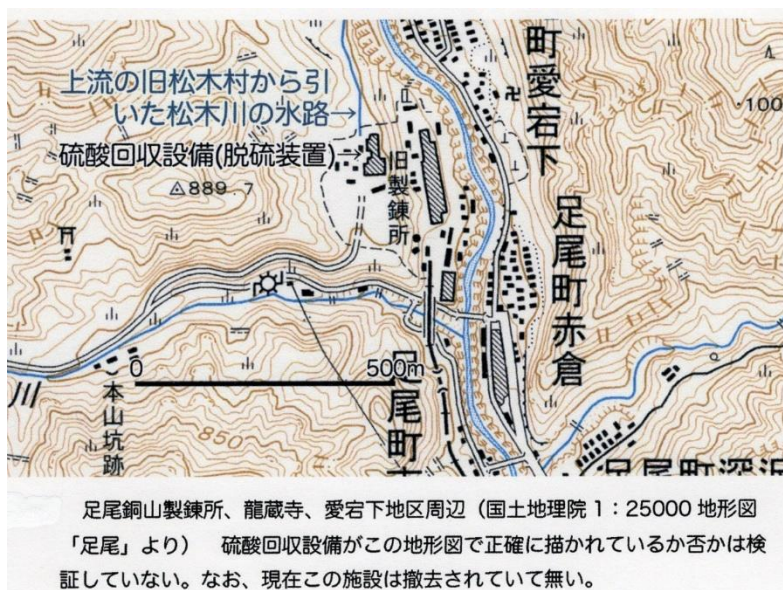 上流の旧松木村から引
いた松木川の水路→
硫酸回収設備(脱硫装置)→
旧製錬所
町愛宕下
卍
・100
△889.7
足尾町赤倉
0
500m
本山坑跡
850
足尾町
足尾町深沢
足尾銅山製錬所、龍蔵寺、愛宕下地区周辺（国土地理院 1：25000 地形図
「足尾」より）　硫酸回収設備がこの地形図で正確に描かれているか否かは検
証していない。なお、現在この施設は撤去されていて無い。